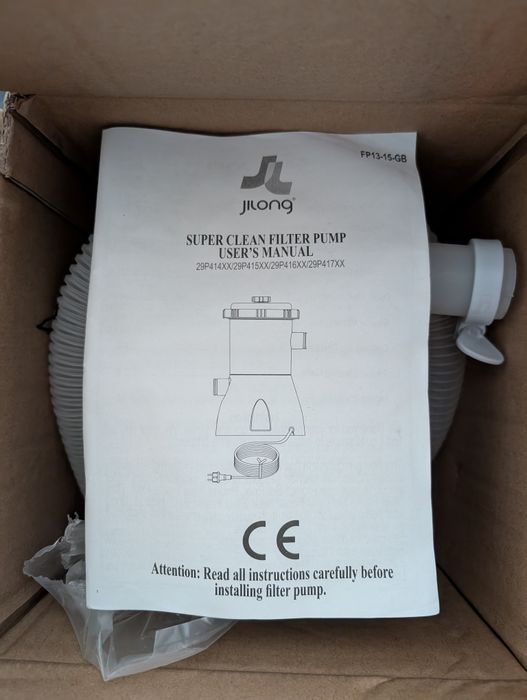 FP13-15-GB
JILONG®
SUPER CLEAN FILTER PUMP
USER'S MANUAL
29P414XX/29P415XX/29P416XX/29P417XX
CE
Attention: Read all instructions carefully before
installing filter pump.